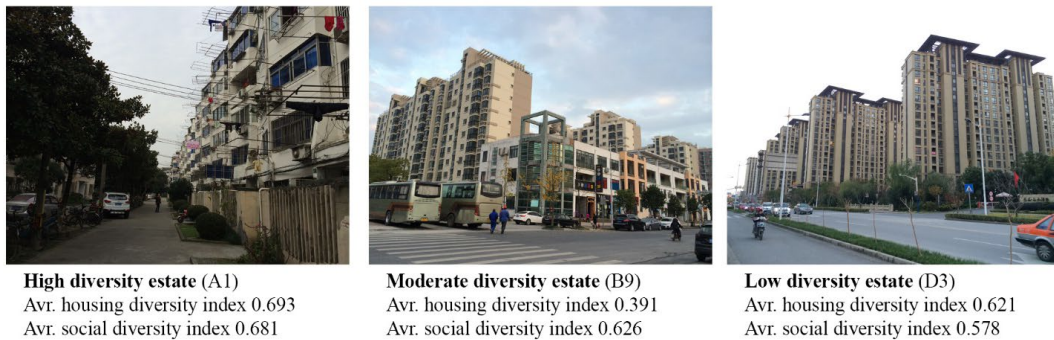 High diversity estate (A1)
Avr. housing diversity index 0.693
Avr. social diversity index 0.681
Moderate diversity estate (B9)
Avr. housing diversity index 0.391
Avr. social diversity index 0.626
Low diversity estate (D3)
Avr. housing diversity index 0.621
Avr. social diversity index 0.578